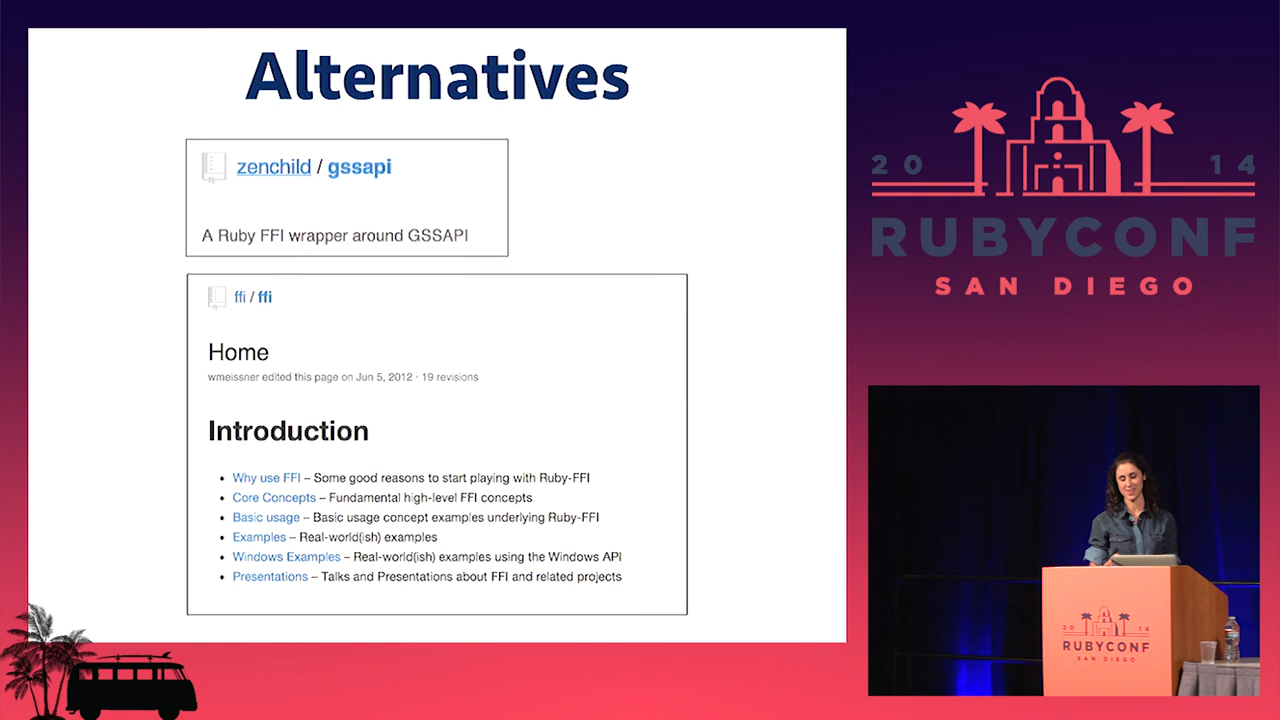 Alternatives
zenchild / gssapi
A Ruby FFI wrapper around GSSAPI
ffi / ffi
Home
wmeissner edited this page on Jun 5, 2012 · 19 revisions
Introduction
• Why use FFI – Some good reasons to start playing with Ruby-FFI
• Core Concepts – Fundamental high-level FFI concepts
• Basic usage – Basic usage concept examples underlying Ruby-FFI
• Examples – Real-world(ish) examples
• Windows Examples – Real-world(ish) examples using the Windows API
• Presentations – Talks and Presentations about FFI and related projects
20 14
RUBYCONF
SAN DIEGO
20 14
RUBYCONF
SAN DIEGO